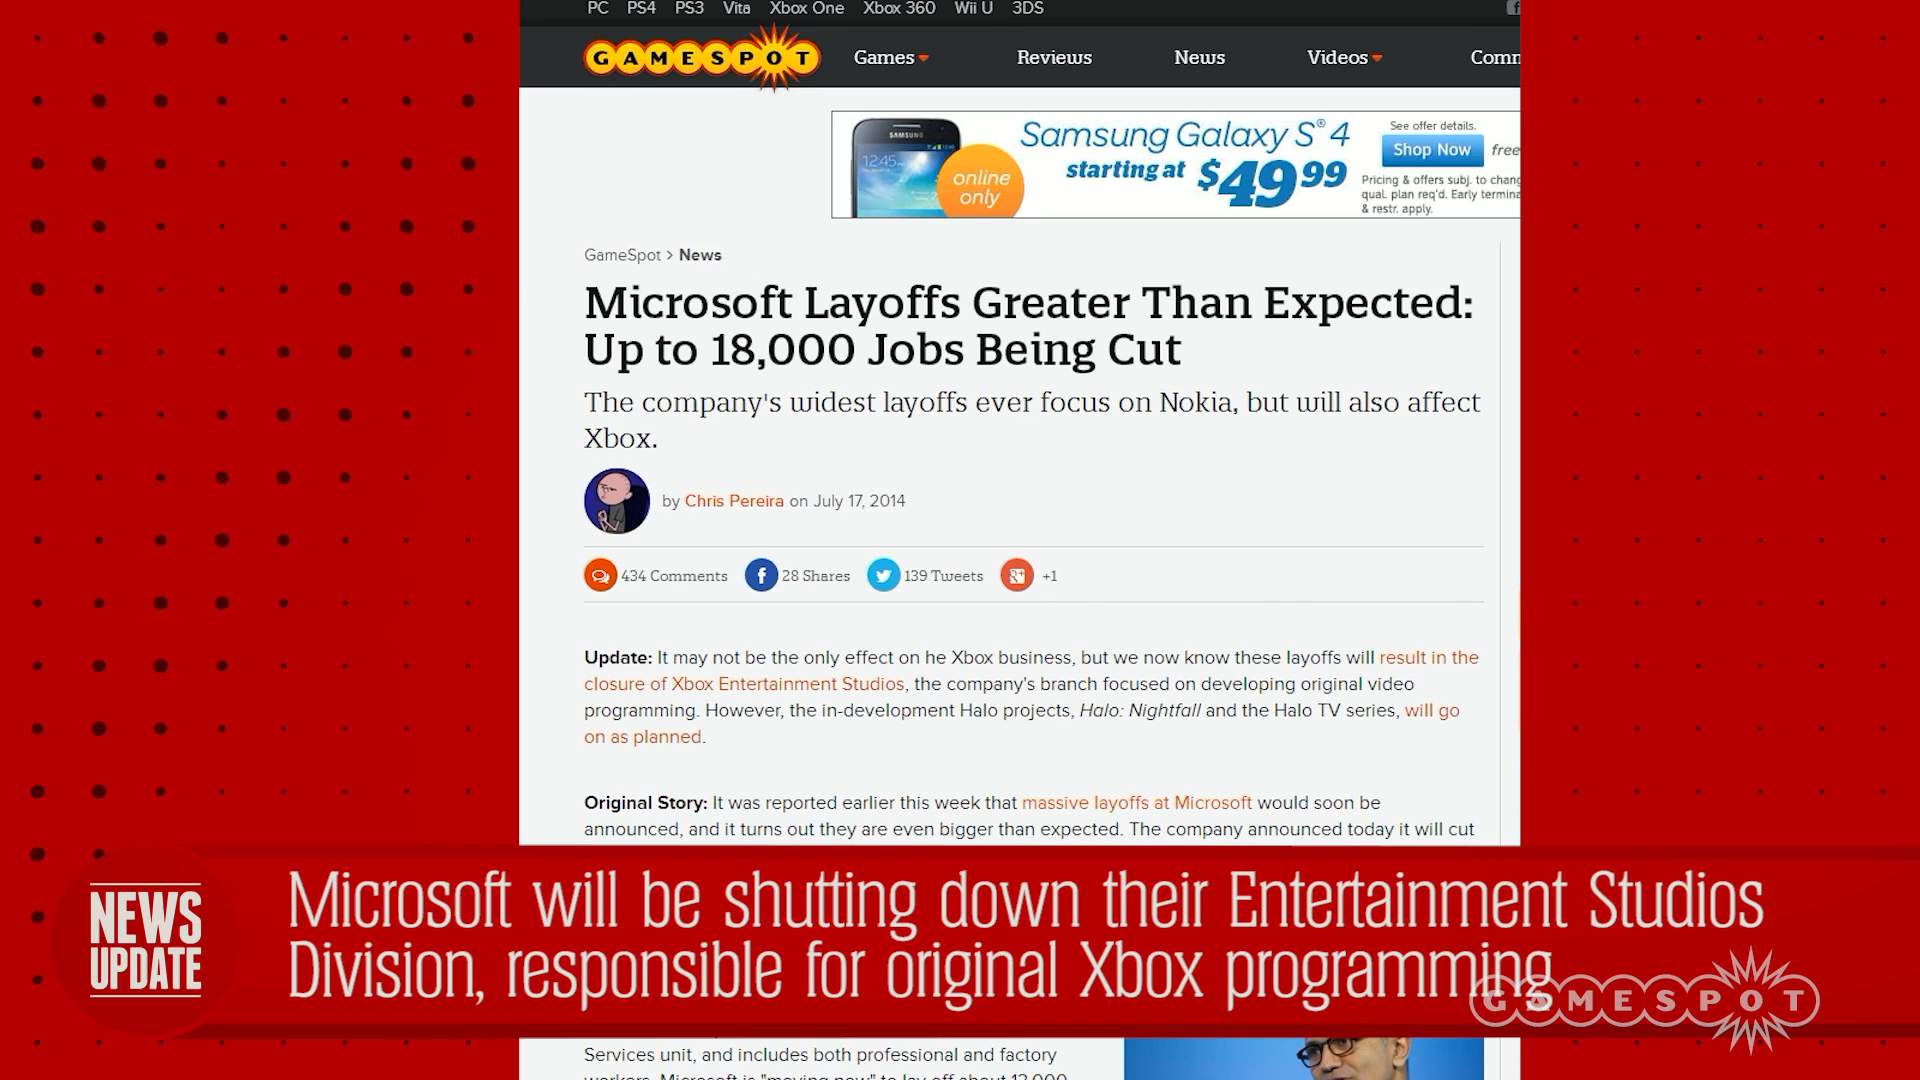 PC PS4 PS3 Vita Xbox One Xbox 360 Wii U 3DS
GAMESPOT Games Reviews News Videos Comm
SAMSUNG
12:45
online
only
Samsung Galaxy S® 4
starting at $49 99
See offer details.
Shop Now free
Pricing & offers subj. to chang
qual. plan req'd. Early termina
& restr. apply.
GameSpot > News
Microsoft Layoffs Greater Than Expected:
Up to 18,000 Jobs Being Cut
The company's widest layoffs ever focus on Nokia, but will also affect
Xbox.
by Chris Pereira on July 17, 2014
434 Comments 28 Shares 139 Tweets +1
Update: It may not be the only effect on he Xbox business, but we now know these layoffs will result in the
closure of Xbox Entertainment Studios, the company's branch focused on developing original video
programming. However, the in-development Halo projects, Halo: Nightfall and the Halo TV series, will go
on as planned.
Original Story: It was reported earlier this week that massive layoffs at Microsoft would soon be
announced, and it turns out they are even bigger than expected. The company announced today it will cut
NEWS
UPDATE
Microsoft will be shutting down their Entertainment Studios
Division, responsible for original Xbox programming
GAMESPOT
Services unit, and includes both professional and factory
workers. Microsoft is "moving now" to lay off about 13,000